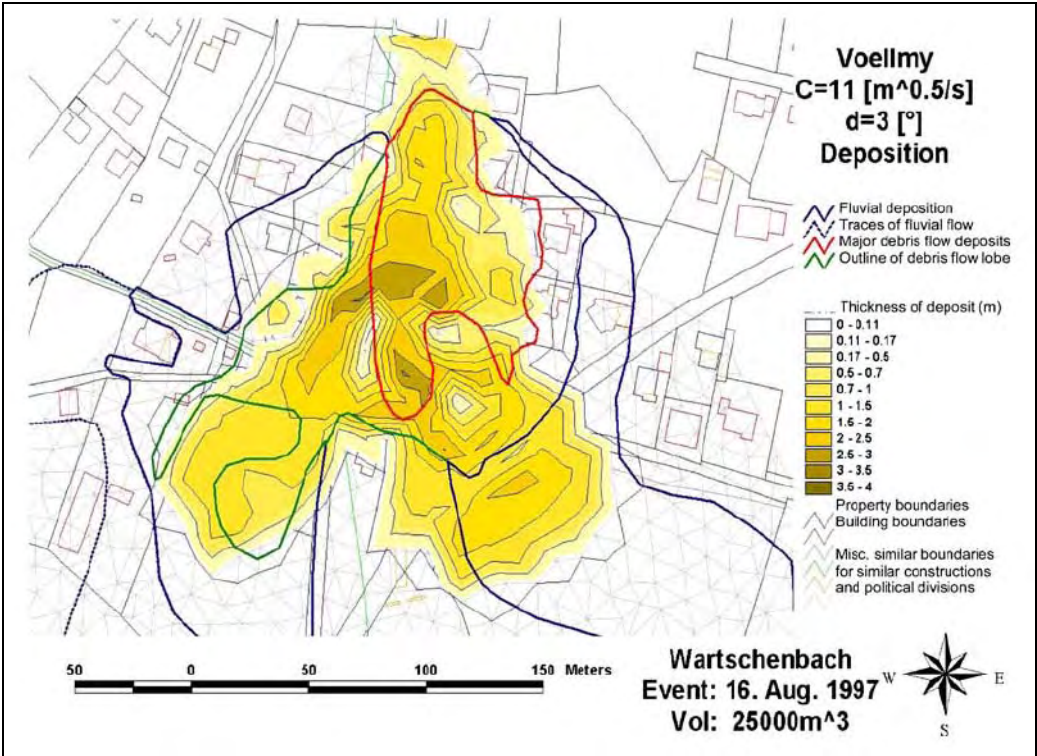 Voellmy
C=11 [m^0.5/s]
d=3 [°]
Deposition
Fluvial deposition
Traces of fluvial flow
Major debris flow deposits
Outline of debris flow lobe
Thickness of deposit (m)
0 - 0.11
0.11 - 0.17
0.17 - 0.5
0.5 - 0.7
0.7 - 1
1 - 1.5
1.5 - 2
2 - 2.5
2.5 - 3
3 - 3.5
3.5 - 4
Property boundaries
Building boundaries
Misc. similar boundaries
for similar constructions
and political divisions
50 0 50 100 150 Meters
Wartschenbach
Event: 16. Aug. 1997
Vol: 25000m^3
W E
S